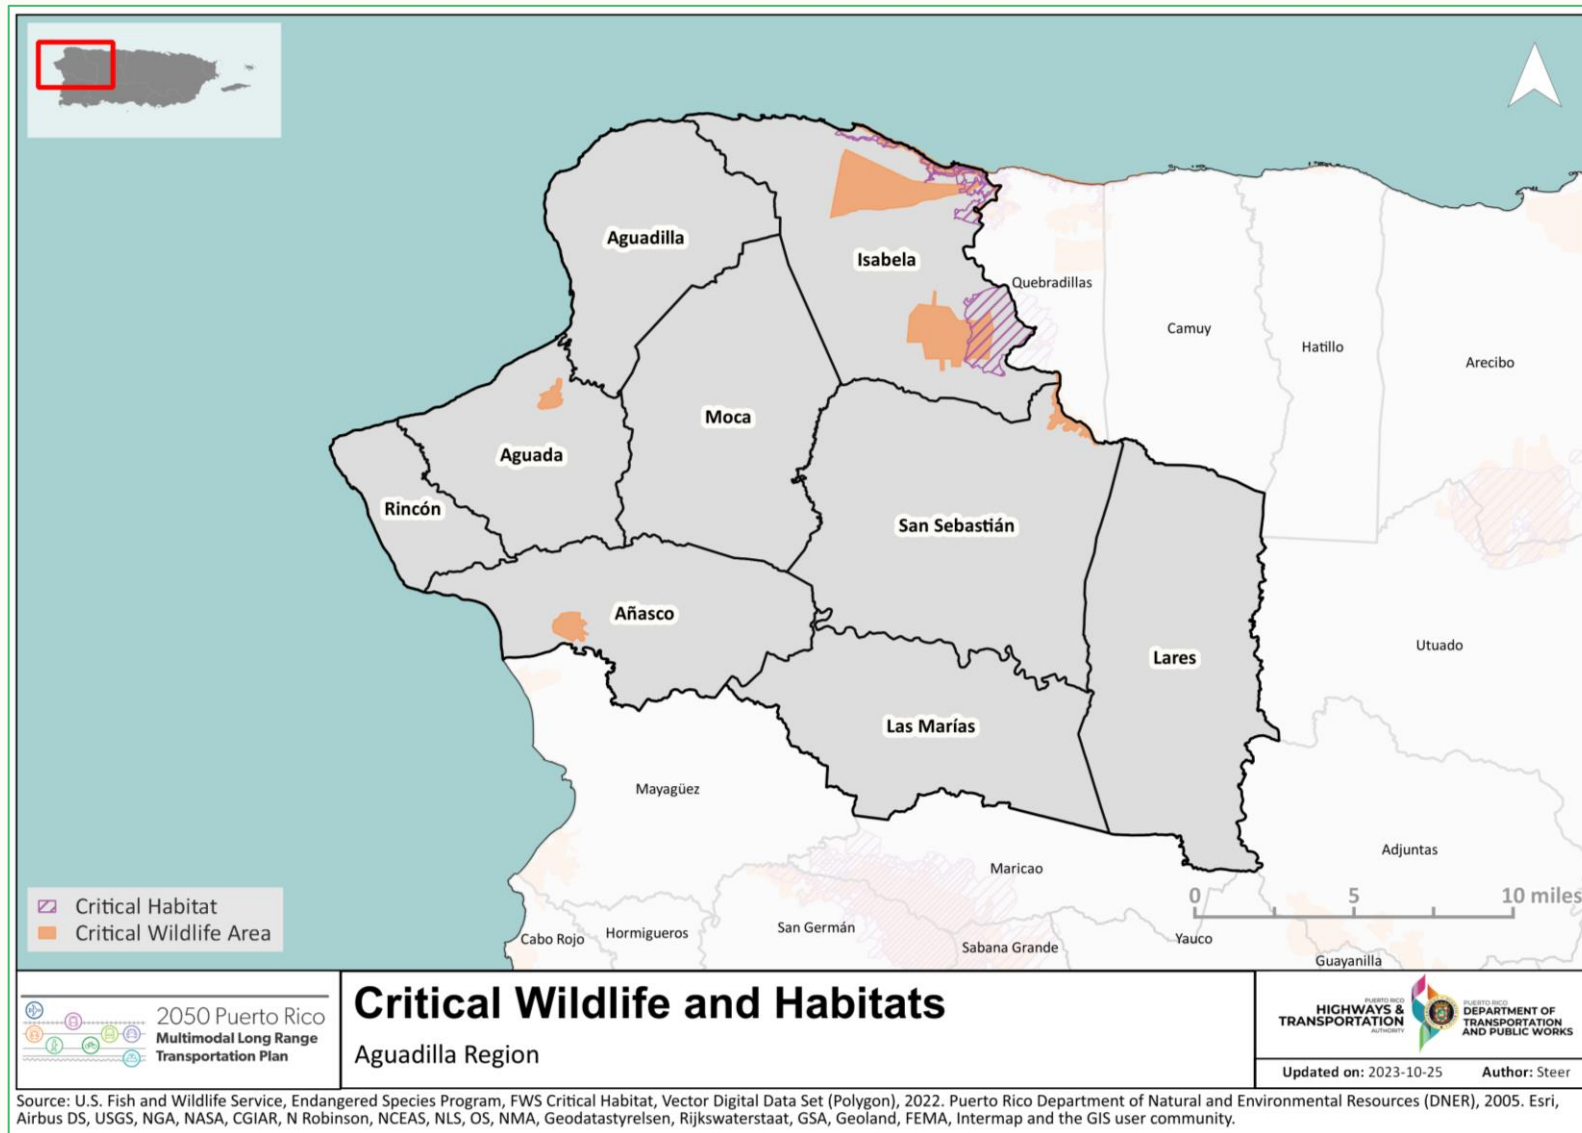 Aguadilla
Isabela
Quebradillas
Camuy
Hatillo
Arecibo
Moca
Aguada
Rincón
San Sebastián
Añasco
Lares
Utuado
Las Marías
Mayagüez
Maricao
Adjuntas
0 5 10 miles
Critical Habitat
Critical Wildlife Area
Cabo Rojo
Hormigueros
San Germán
Sabana Grande
Yauco
Guayanilla
2050 Puerto Rico
Multimodal Long Range
Transportation Plan
Critical Wildlife and Habitats
Aguadilla Region
PUERTO RICO
HIGHWAYS &
TRANSPORTATION
AUTHORITY
PUERTO RICO
DEPARTMENT OF
TRANSPORTATION
AND PUBLIC WORKS
Updated on: 2023-10-25 Author: Steer
Source: U.S. Fish and Wildlife Service, Endangered Species Program, FWS Critical Habitat, Vector Digital Data Set (Polygon), 2022. Puerto Rico Department of Natural and Environmental Resources (DNER), 2005. Esri,
Airbus DS, USGS, NGA, NASA, CGIAR, N Robinson, NCEAS, NLS, OS, NMA, Geodatastyrelsen, Rijkswaterstaat, GSA, Geoland, FEMA, Intermap and the GIS user community.